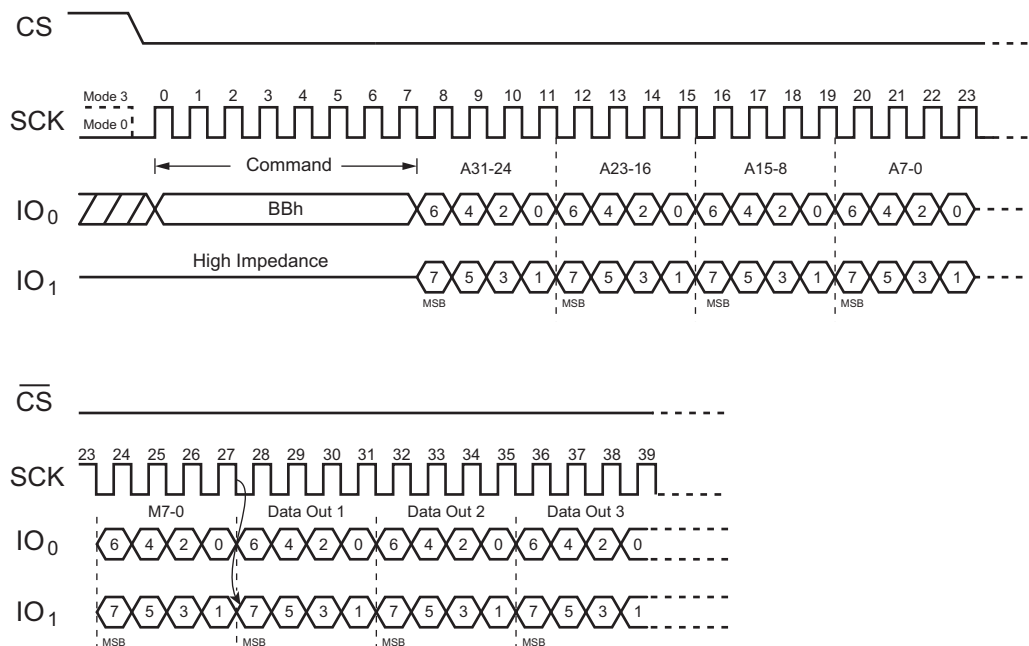 CS
Mode 3
0 1 2 3 4 5 6 7 8 9 10 11 12 13 14 15 16 17 18 19 20 21 22 23
SCK
Mode 0
Command A31-24 A23-16 A15-8 A7-0
IO0 BBh 6 4 2 0 6 4 2 0 6 4 2 0 6 4 2 0
High Impedance
IO1 7 5 3 1 7 5 3 1 7 5 3 1 7 5 3 1
MSB MSB MSB MSB
CS
23 24 25 26 27 28 29 30 31 32 33 34 35 36 37 38 39
SCK
M7-0 Data Out 1 Data Out 2 Data Out 3
IO0 6 4 2 0 6 4 2 0 6 4 2 0 6 4 2 0
IO1 7 5 3 1 7 5 3 1 7 5 3 1 7 5 3 1
MSB MSB MSB MSB